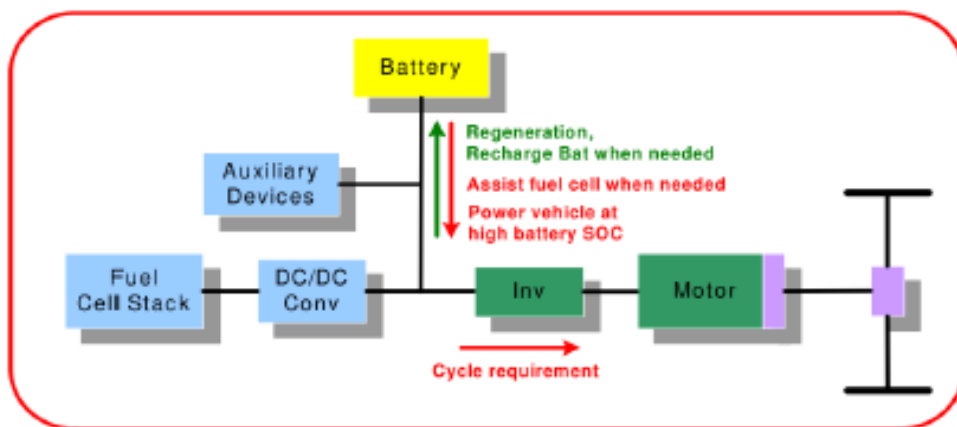 Battery
Regeneration,
Recharge Bat when needed
Auxiliary
Devices
Assist fuel cell when needed
Power vehicle at
high battery SOC
Fuel
Cell Stack
DC/DC
Conv
Inv
Motor
Cycle requirement